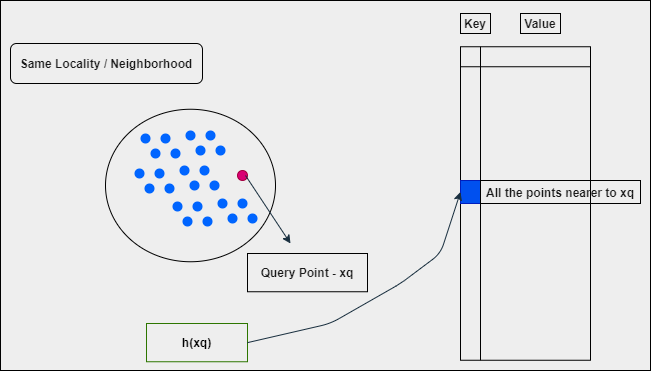 Key
Value
Same Locality / Neighborhood
All the points nearer to xq
Query Point - xq
h(xq)